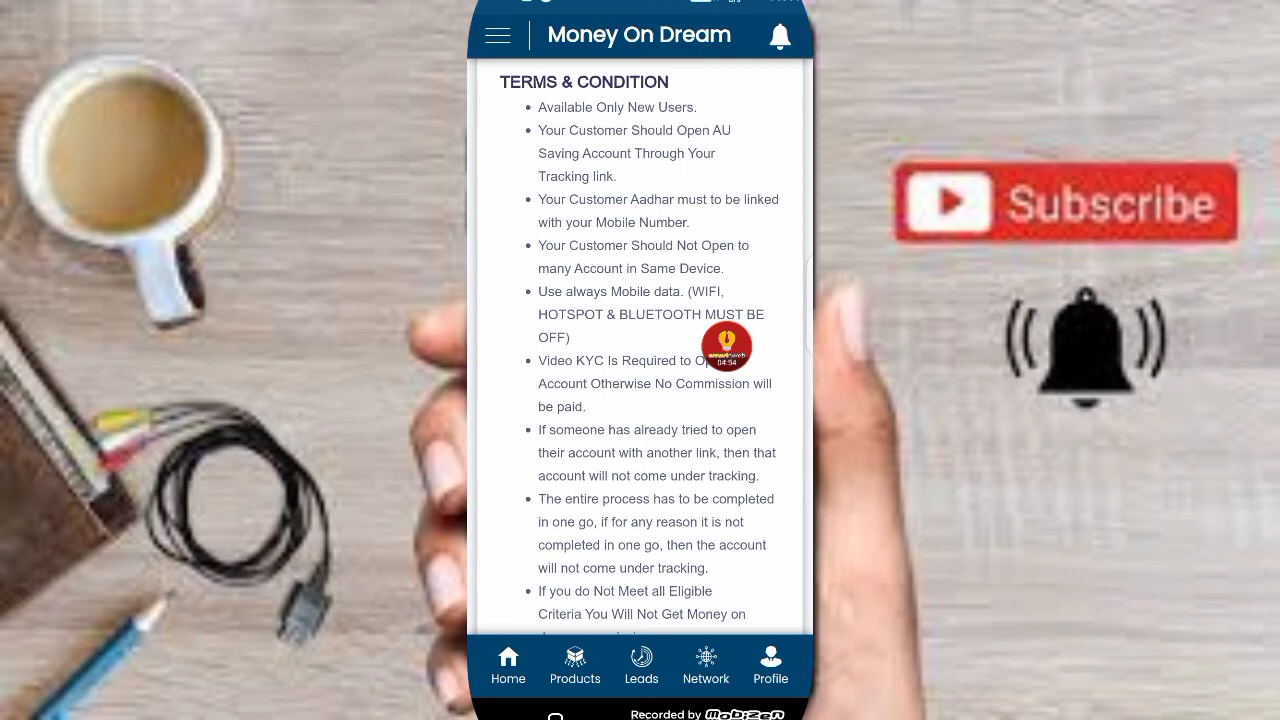 Money On Dream
TERMS & CONDITION
• Available Only New Users.
• Your Customer Should Open AU
Saving Account Through Your
Tracking link.
• Your Customer Aadhar must to be linked
with your Mobile Number.
• Your Customer Should Not Open to
many Account in Same Device.
• Use always Mobile data. (WIFI,
HOTSPOT & BLUETOOTH MUST BE
OFF)
• Video KYC Is Required to
Account Otherwise No Commission will
be paid.
• If someone has already tried to open
their account with another link, then that
account will not come under tracking.
• The entire process has to be completed
in one go, if for any reason it is not
completed in one go, then the account
will not come under tracking.
• If you do Not Meet all Eligible
Criteria You Will Not Get Money on
Home Products Leads Network Profile
Recorded by MOBIZEN
04:54
Subscribe